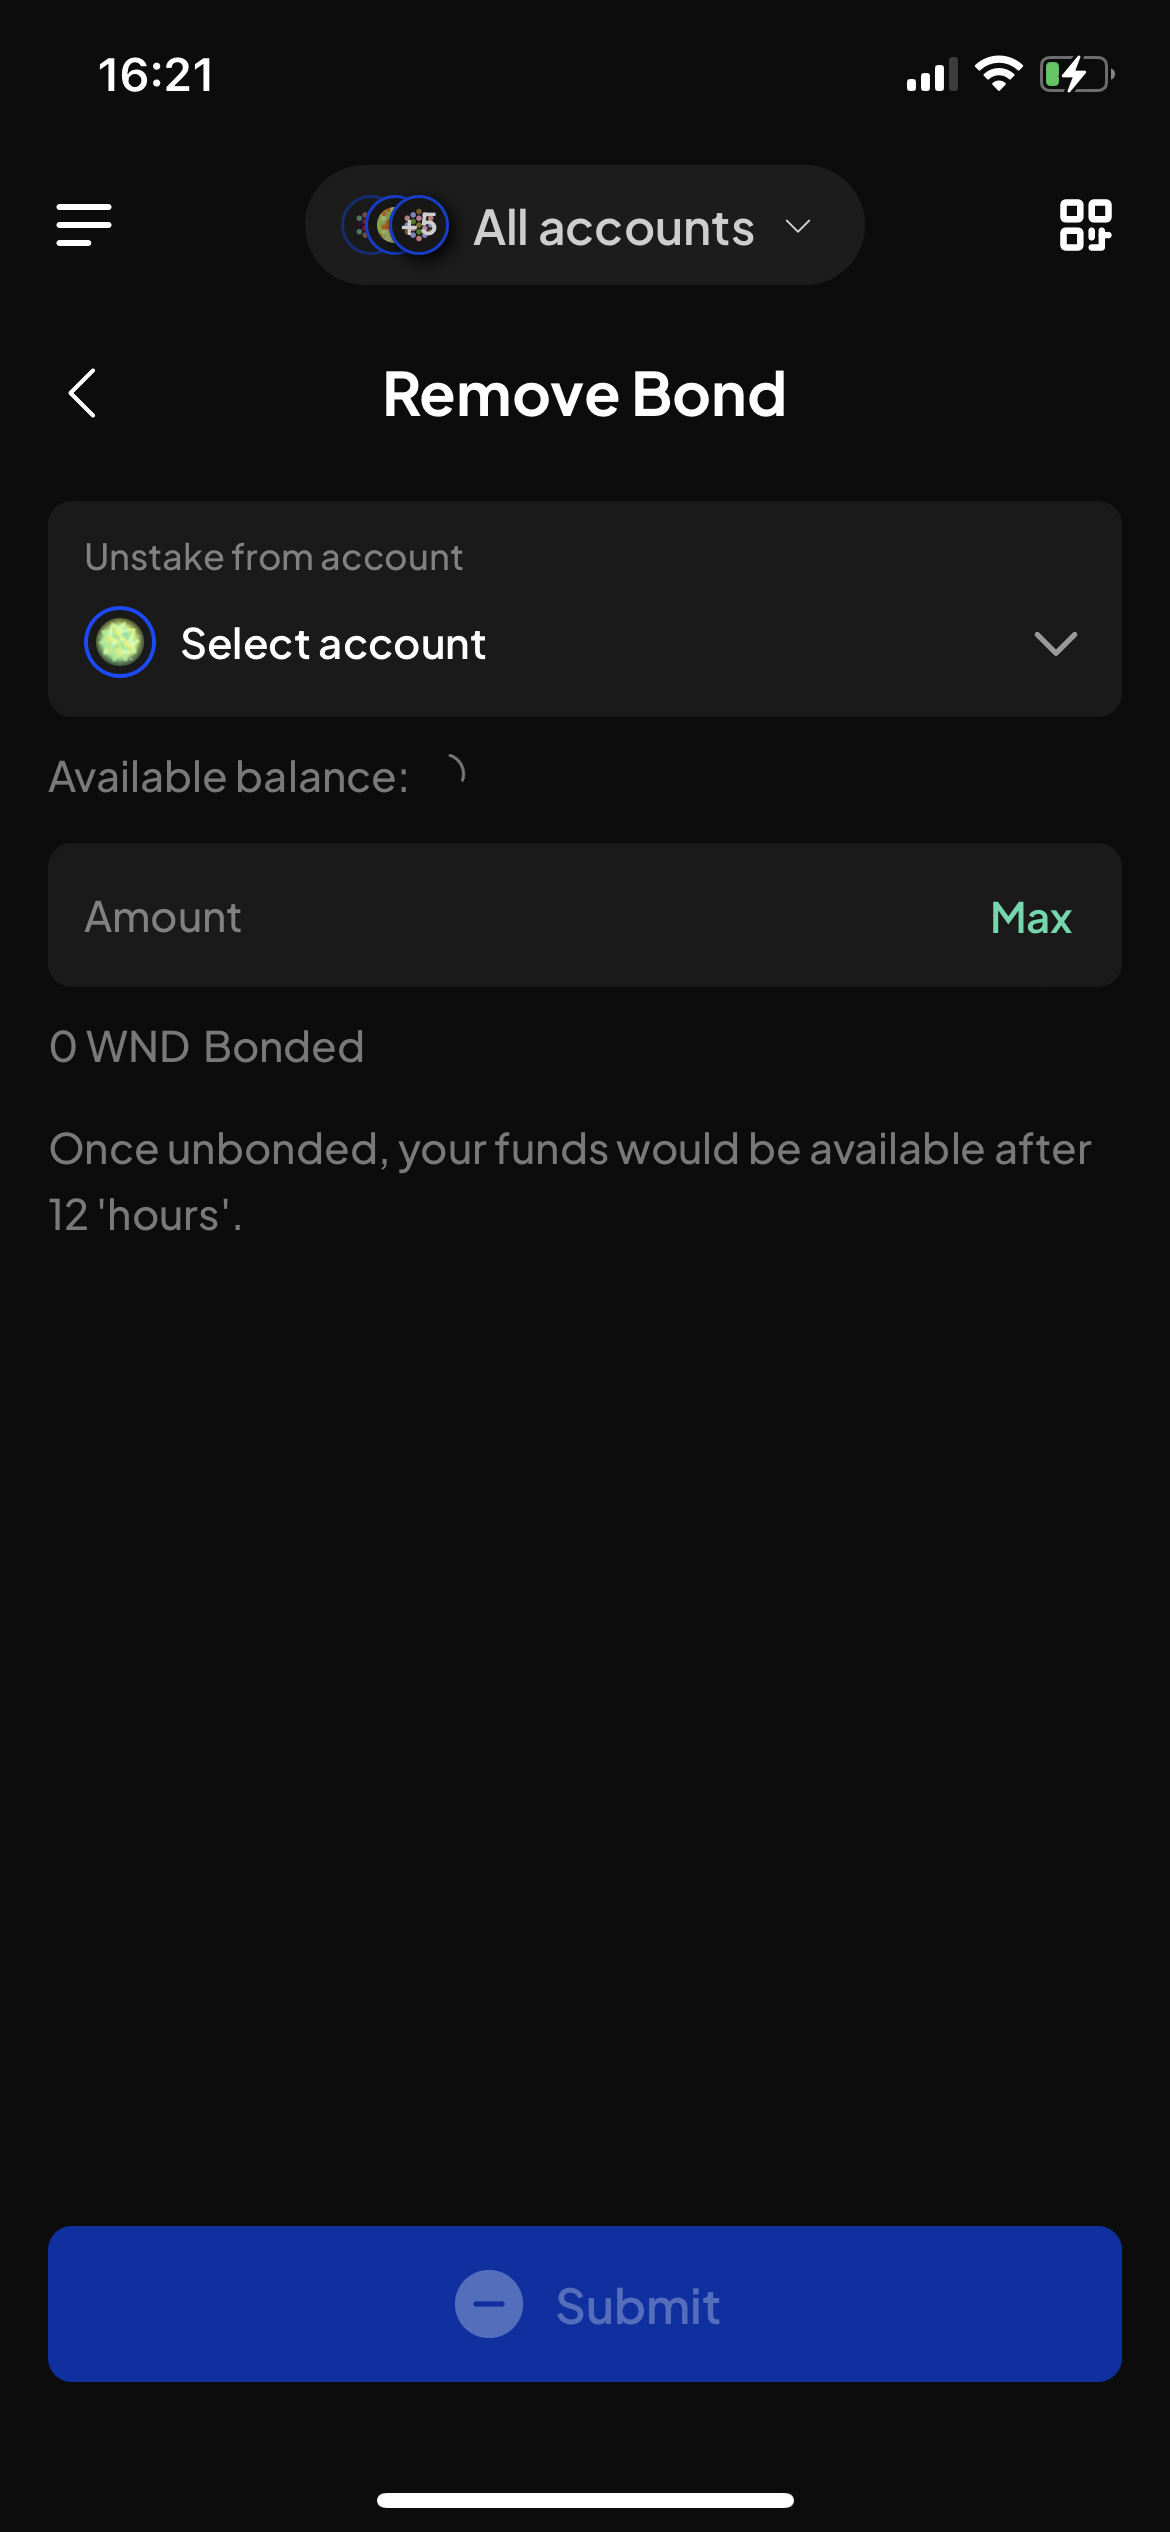 16:21
+5 All accounts
Remove Bond
Unstake from account
Select account
Available balance:
Amount Max
0 WND Bonded
Once unbonded, your funds would be available after
12 'hours'.
Submit